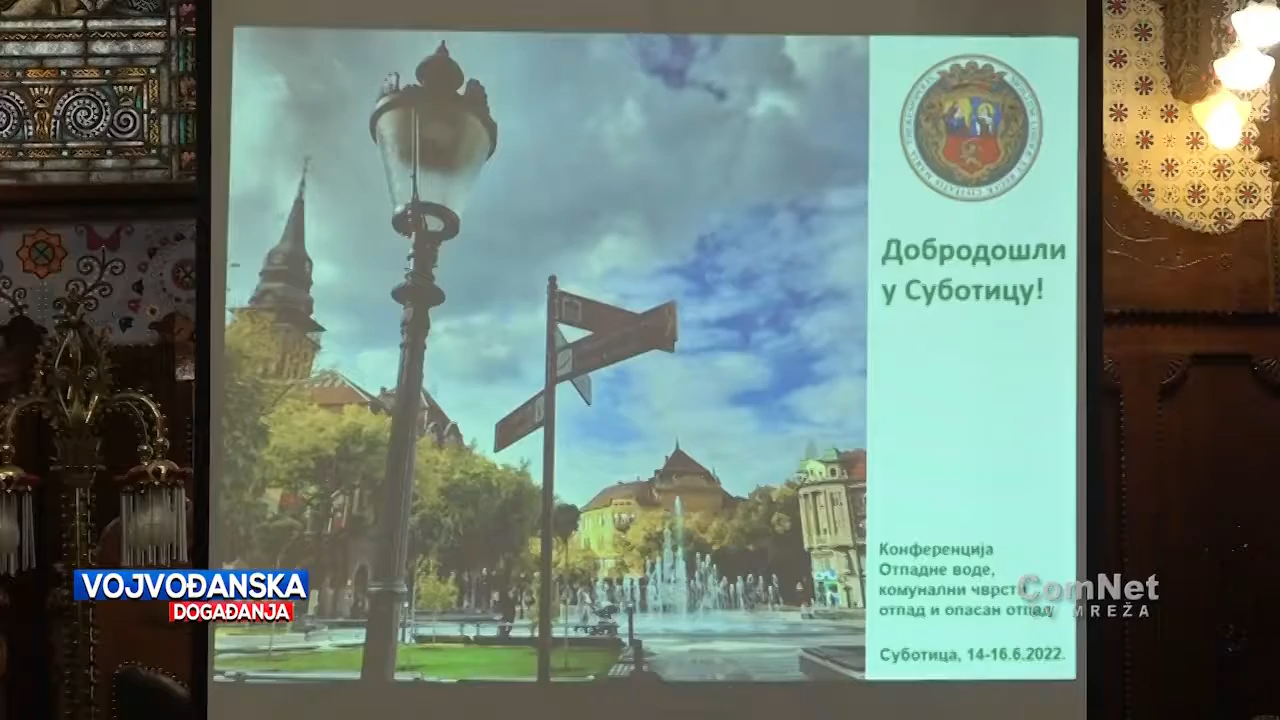 Добродошли
у Суботицу!
Конференција
Отпадне воде,
комунални чврсти
отпад и опасан отпад
Суботица, 14-16.6.2022.
ComNet
TV MREŽA
VOJVOĐANSKA
DOGAĐANJA